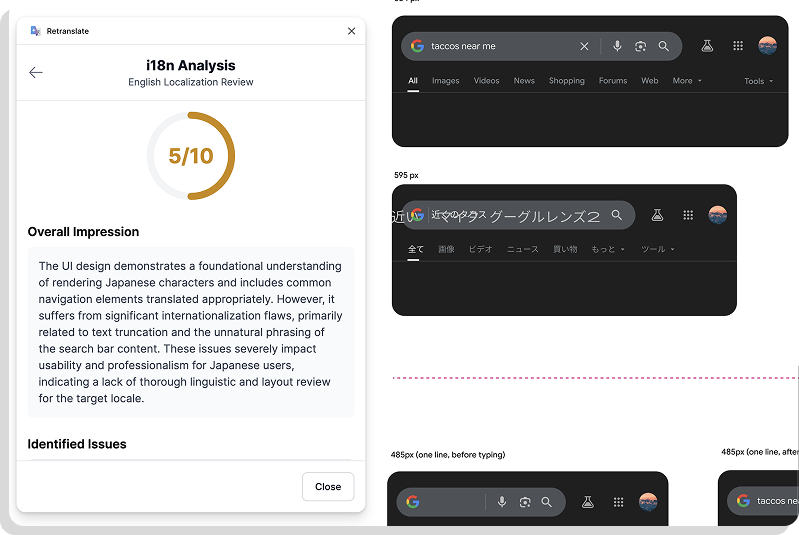 Retranslate
i18n Analysis
English Localization Review
5/10
Overall Impression
The UI design demonstrates a foundational understanding
of rendering Japanese characters and includes common
navigation elements translated appropriately. However, it
suffers from significant internationalization flaws, primarily
related to text truncation and the unnatural phrasing of
the search bar content. These issues severely impact
usability and professionalism for Japanese users,
indicating a lack of thorough linguistic and layout review
for the target locale.
Identified Issues
Close
taccos near me
All Images Videos News Shopping Forums Web More Tools
595 px
近い マイク グーグルレンズ2
近くのタコス
全て 画像 ビデオ ニュース 買い物 もっと ツール
485px (one line, before typing)
485px (one line, after
taccos nea